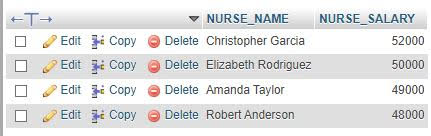 ←T→ NURSE_NAME NURSE_SALARY
Edit Copy Delete Christopher Garcia 52000
Edit Copy Delete Elizabeth Rodriguez 50000
Edit Copy Delete Amanda Taylor 49000
Edit Copy Delete Robert Anderson 48000